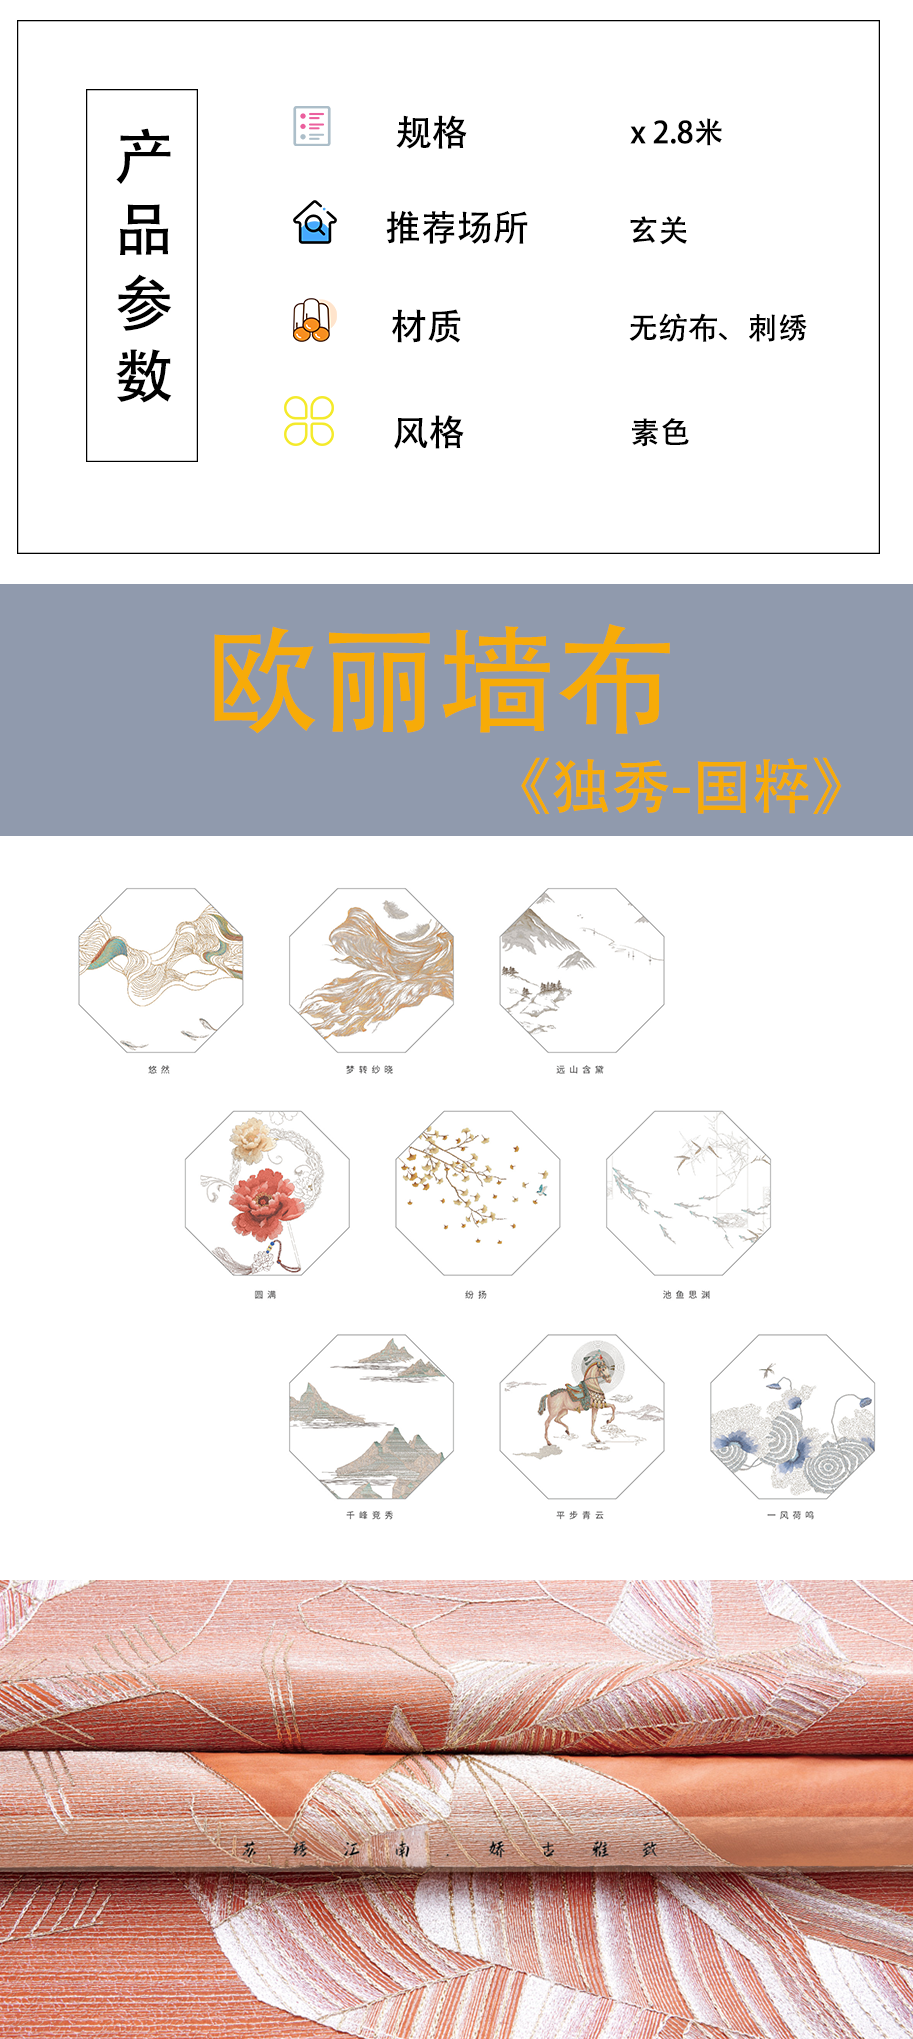 产品参数
规格 x 2.8米
推荐场所 玄关
材质 无纺布、刺绣
风格 素色
欧丽墙布
《独秀-国粹》
悠然 梦转纱晓 远山含黛
圆满 纷扬 池鱼思渊
千峰竞秀 平步青云 一风荷鸣
苏绣江南.娇古雅致